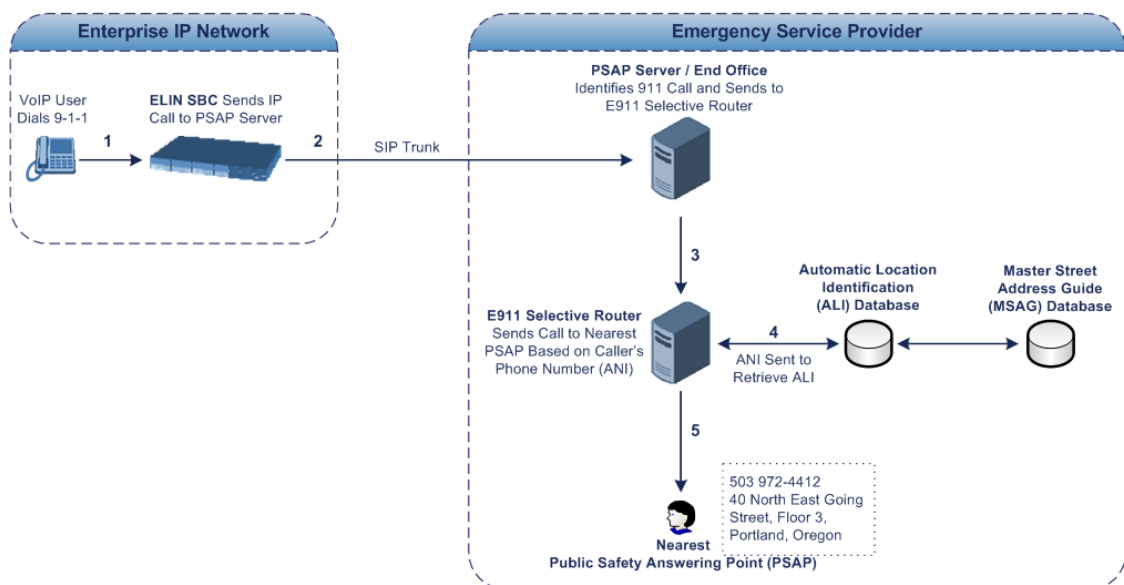 Enterprise IP Network
Emergency Service Provider
VoIP User
Dials 9-1-1
1
ELIN SBC Sends IP
Call to PSAP Server
2
SIP Trunk
PSAP Server / End Office
Identifies 911 Call and Sends to
E911 Selective Router
3
E911 Selective Router
Sends Call to Nearest
PSAP Based on Caller's
Phone Number (ANI)
4
ANI Sent to
Retrieve ALI
Automatic Location
Identification
(ALI) Database
Master Street
Address Guide
(MSAG) Database
5
503 972-4412
40 North East Going
Street, Floor 3,
Portland, Oregon
Nearest
Public Safety Answering Point (PSAP)